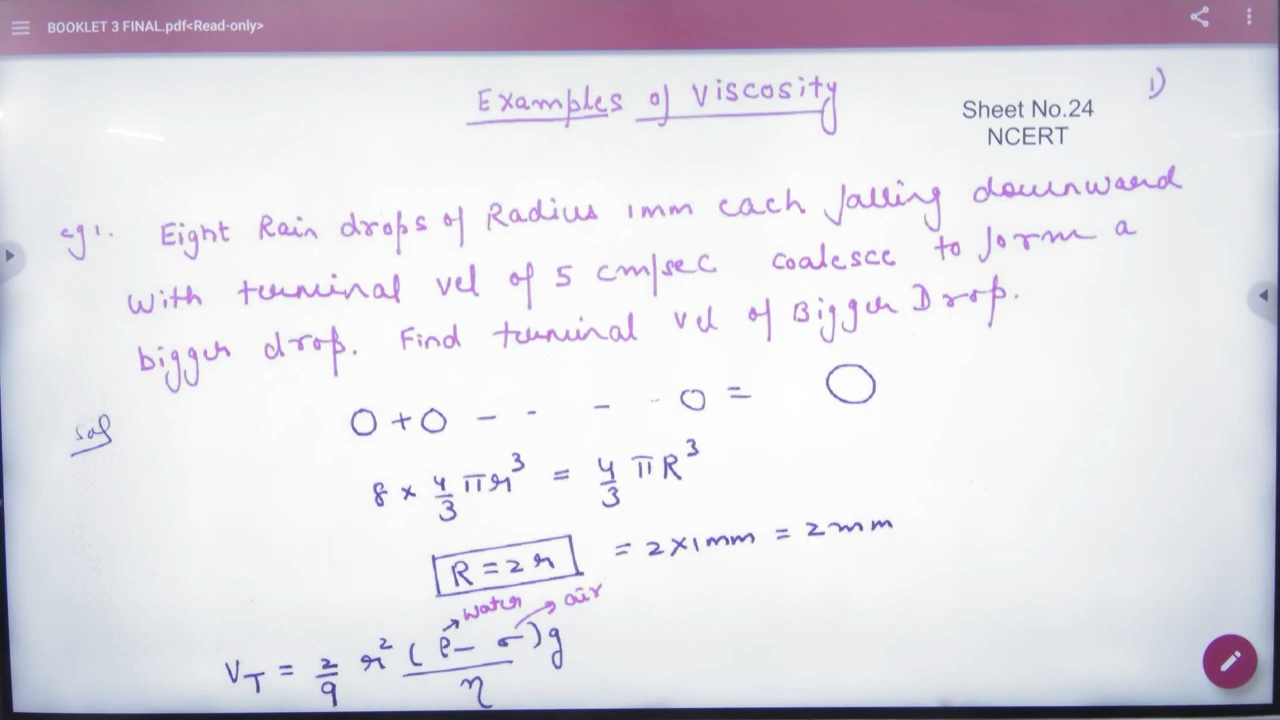 BOOKLET 3 FINAL.pdf<Read-only>
Examples of Viscosity
1)
Sheet No.24
NCERT
eg1. Eight Rain drops of Radius 1mm each falling downward
with terminal vel of 5 cm/sec coalesce to form a
bigger drop. Find terminal vel of Bigger Drop.
Sol
O + O - - - - O = O
8 × 4/3 πr³ = 4/3 πR³
R = 2r = 2×1mm = 2mm
water air
V_T = 2/9 r² (ρ - σ)g / η